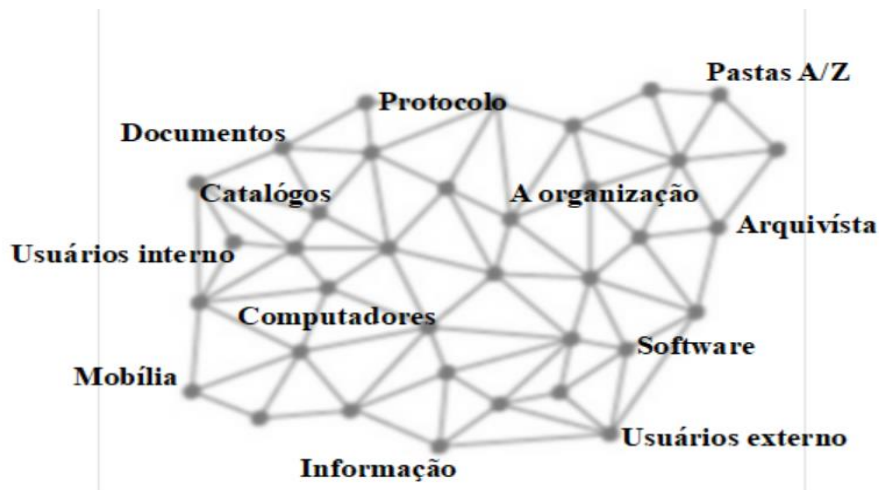 Pastas A/Z
Protocolo
Documentos
Catalógos
A organização
Arquivísta
Usuários interno
Computadores
Software
Mobília
Usuários externo
Informação